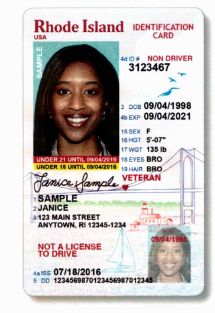 Rhode Island IDENTIFICATION
USA CARD
SAMPLE
4d ID # NON DRIVER
3123467
3 DOB 09/04/1998
4b EXP 09/04/2021
15 SEX F
16 HGT 5'-07"
17 WGT 135 lb
18 EYES BRO
19 HAIR BRO
VETERAN
UNDER 21 UNTIL 09/04/2019
UNDER 18 UNTIL 09/04/2016
Janice Sample
1 SAMPLE
2 JANICE
8 123 MAIN STREET
ANYTOWN, RI 12345-1234
NOT A LICENSE
TO DRIVE
09/04/1998
4a ISS 07/18/2016
5 DD 1234569870123456987012345